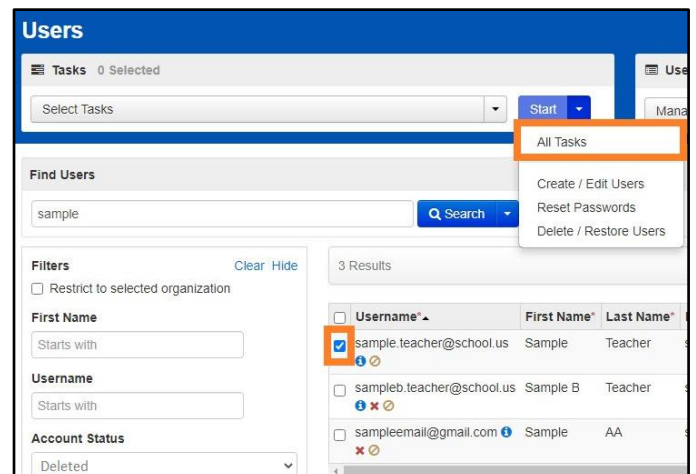 Users
Tasks 0 Selected
Select Tasks
Start
All Tasks
Create / Edit Users
Reset Passwords
Delete / Restore Users
Find Users
sample
Search
Filters Clear Hide
Restrict to selected organization
First Name
Starts with
Username
Starts with
Account Status
Deleted
3 Results
Username* First Name* Last Name*
sample.teacher@school.us Sample Teacher
sampleb.teacher@school.us Sample B Teacher
sampleemail@gmail.com Sample AA